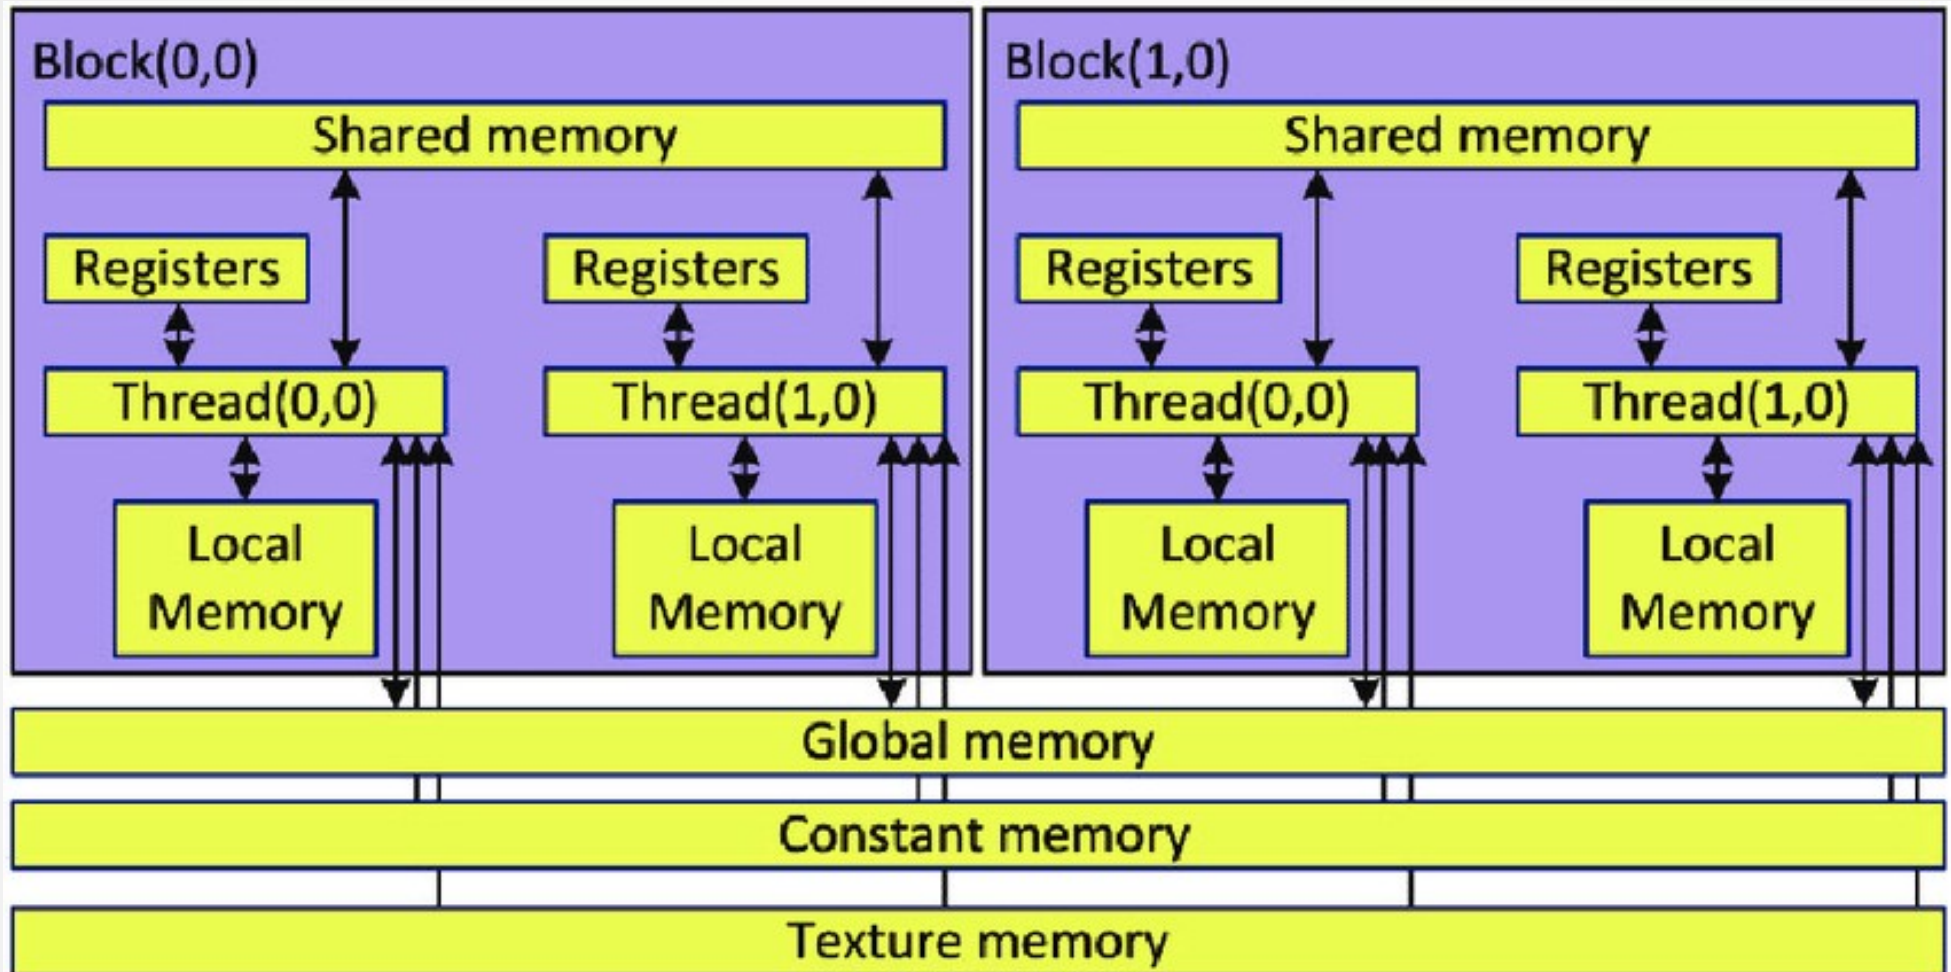 Block(0,0)
Block(1,0)
Shared memory
Shared memory
Registers
Registers
Registers
Registers
Thread(0,0)
Thread(1,0)
Thread(0,0)
Thread(1,0)
Local
Memory
Local
Memory
Local
Memory
Local
Memory
Global memory
Constant memory
Texture memory